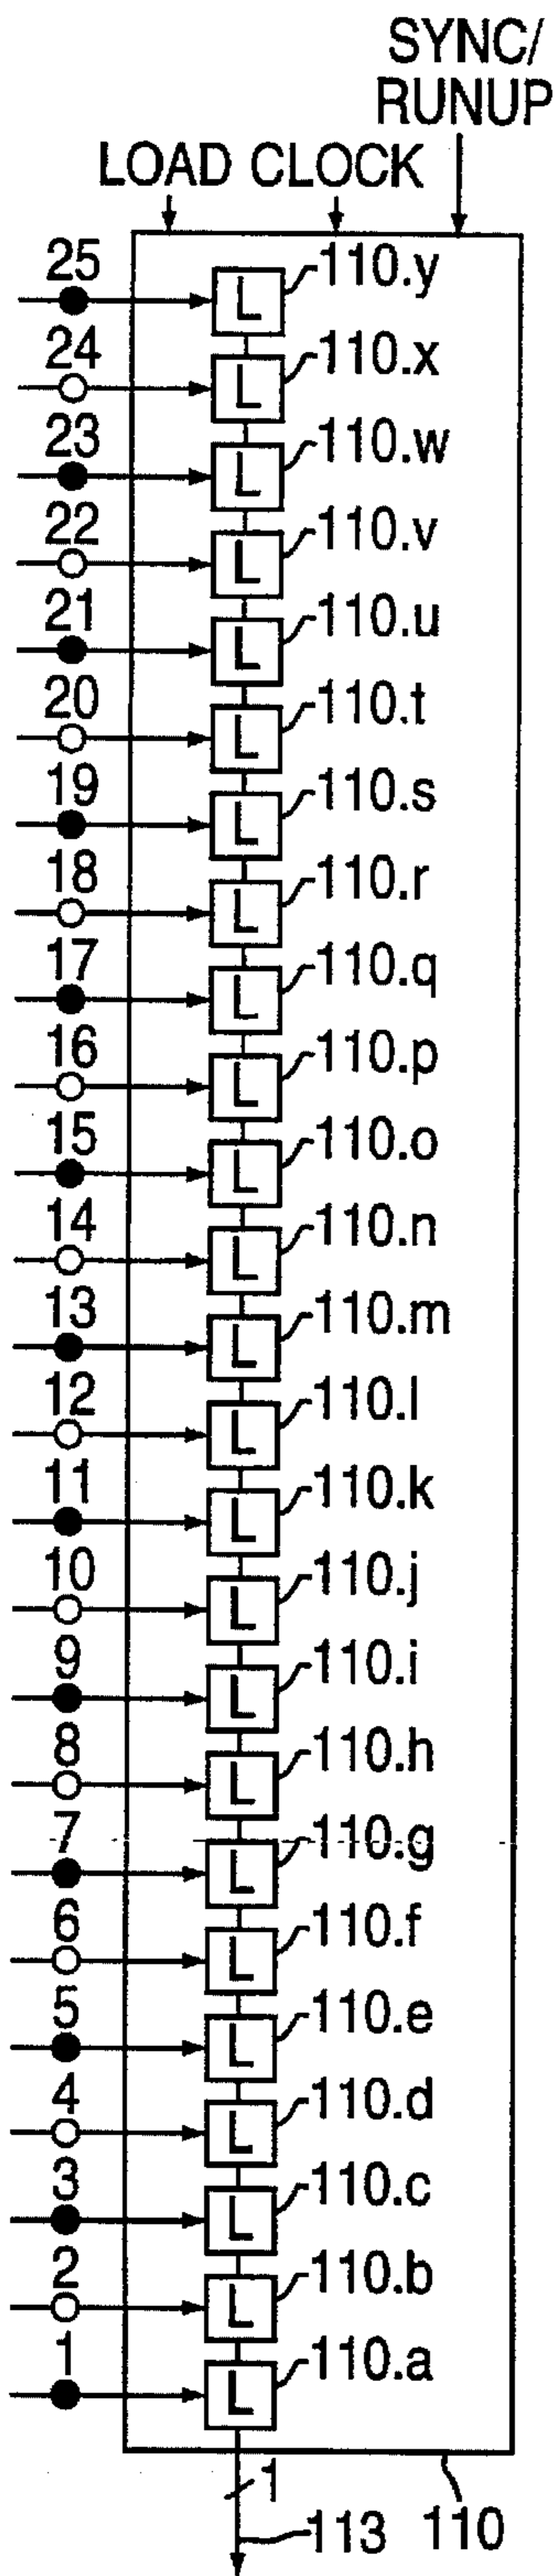 SYNC/
RUNUP
LOAD CLOCK
25 L 110.y
24 L 110.x
23 L 110.w
22 L 110.v
21 L 110.u
20 L 110.t
19 L 110.s
18 L 110.r
17 L 110.q
16 L 110.p
15 L 110.o
14 L 110.n
13 L 110.m
12 L 110.l
11 L 110.k
10 L 110.j
9 L 110.i
8 L 110.h
7 L 110.g
6 L 110.f
5 L 110.e
4 L 110.d
3 L 110.c
2 L 110.b
1 L 110.a
1
113 110